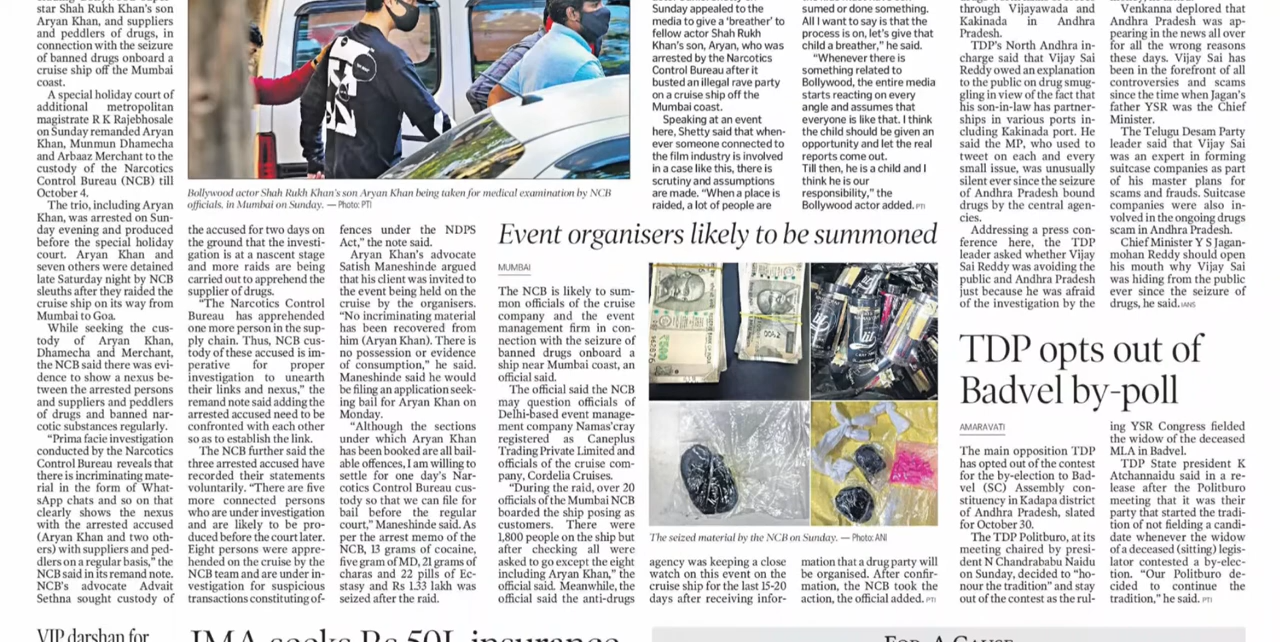 star Shah Rukh Khan's son
Aryan Khan, and suppliers
and peddlers of drugs, in
connection with the seizure
of banned drugs onboard a
cruise ship off the Mumbai
coast.
A special holiday court of
additional metropolitan
magistrate R K Rajebhosale
on Sunday remanded Aryan
Khan, Munmun Dhamecha
and Arbaaz Merchant to the
custody of the Narcotics
Control Bureau (NCB) till
October 4.
The trio, including Aryan
Khan, was arrested on Sun-
day evening and produced
before the special holiday
court. Aryan Khan and
seven others were detained
late Saturday night by NCB
sleuths after they raided the
cruise ship on its way from
Mumbai to Goa.
While seeking the cus-
tody of Aryan Khan,
Dhamecha and Merchant,
the NCB said there was evi-
dence to show a nexus be-
tween the arrested persons
and suppliers and peddlers
of drugs and banned nar-
cotic substances regularly.
“Prima facie investigation
conducted by the Narcotics
Control Bureau reveals that
there is incriminating mate-
rial in the form of What-
sApp chats and so on that
clearly shows the nexus
with the arrested accused
(Aryan Khan and two oth-
ers) with suppliers and ped-
dlers on a regular basis,” the
NCB said in its remand note.
NCB's advocate Advait
Sethna sought custody of
Bollywood actor Shah Rukh Khan's son Aryan Khan being taken for medical examination by NCB
officials, in Mumbai on Sunday. — Photo: PTI
the accused for two days on
the ground that the investi-
gation is at a nascent stage
and more raids are being
carried out to apprehend the
supplier of drugs.
“The Narcotics Control
Bureau has apprehended
one more person in the sup-
ply chain. Thus, NCB cus-
tody of these accused is im-
perative for proper
investigation to unearth
their links and nexus,” the
remand note said adding the
arrested accused need to be
confronted with each other
so as to establish the link.
The NCB further said the
three arrested accused have
recorded their statements
voluntarily. “There are five
more connected persons
who are under investigation
and are likely to be pro-
duced before the court later.
Eight persons were appre-
hended on the cruise by the
NCB team and are under in-
vestigation for suspicious
transactions constituting of-
fences under the NDPS
Act,” the note said.
Aryan Khan's advocate
Satish Maneshinde argued
that his client was invited to
the event being held on the
cruise by the organisers.
“No incriminating material
has been recovered from
him (Aryan Khan). There is
no possession or evidence
of consumption,” he said.
Maneshinde said he would
be filing an application seek-
ing bail for Aryan Khan on
Monday.
“Although the sections
under which Aryan Khan
has been booked are all bail-
able offences, I am willing to
settle for one day's Nar-
cotics Control Bureau cus-
tody so that we can file for
bail before the regular
court,” Maneshinde said. As
per the arrest memo of the
NCB, 13 grams of cocaine,
five gram of MD, 21 grams of
charas and 22 pills of Ec-
stasy and Rs 1.33 lakh was
seized after the raid.
Sunday appealed to the
media to give a ‘breather’ to
fellow actor Shah Rukh
Khan's son, Aryan, who was
arrested by the Narcotics
Control Bureau after it
busted an illegal rave party
on a cruise ship off the
Mumbai coast.
Speaking at an event
here, Shetty said that when-
ever someone connected to
the film industry is involved
in a case like this, there is
scrutiny and assumptions
are made. “When a place is
raided, a lot of people are
sumed or done something.
All I want to say is that the
process is on, let's give that
child a breather,” he said.
“Whenever there is
something related to
Bollywood, the entire media
starts reacting on every
angle and assumes that
everyone is like that. I think
the child should be given an
opportunity and let the real
reports come out.
Till then, he is a child and I
think he is our
responsibility,” the
Bollywood actor added. PTI
Event organisers likely to be summoned
MUMBAI
The NCB is likely to sum-
mon officials of the cruise
company and the event
management firm in con-
nection with the seizure of
banned drugs onboard a
ship near Mumbai coast, an
official said.
The official said the NCB
may question officials of
Delhi-based event manage-
ment company Namas'cray
registered as Caneplus
Trading Private Limited and
officials of the cruise com-
pany, Cordelia Cruises.
“During the raid, over 20
officials of the Mumbai NCB
boarded the ship posing as
customers. There were
1,800 people on the ship but
after checking all were
asked to go except the eight
including Aryan Khan,” the
official said. Meanwhile, the
official said the anti-drugs
The seized material by the NCB on Sunday. — Photo: ANI
agency was keeping a close
watch on this event on the
cruise ship for the last 15-20
days after receiving infor-
mation that a drug party will
be organised. After confir-
mation, the NCB took the
action, the official added. PTI
through Vijayawada and
Kakinada in Andhra
Pradesh.
TDP's North Andhra in-
charge said that Vijay Sai
Reddy owed an explanation
to the public on drug smug-
gling in view of the fact that
his son-in-law has partner-
ships in various ports in-
cluding Kakinada port. He
said the MP, who used to
tweet on each and every
small issue, was unusually
silent ever since the seizure
of Andhra Pradesh bound
drugs by the central agen-
cies.
Addressing a press con-
ference here, the TDP
leader asked whether Vijay
Sai Reddy was avoiding the
public and Andhra Pradesh
just because he was afraid
of the investigation by the
Venkanna deplored that
Andhra Pradesh was ap-
pearing in the news all over
for all the wrong reasons
these days. Vijay Sai has
been in the forefront of all
controversies and scams
since the time when Jagan's
father YSR was the Chief
Minister.
The Telugu Desam Party
leader said that Vijay Sai
was an expert in forming
suitcase companies as part
of his master plans for
scams and frauds. Suitcase
companies were also in-
volved in the ongoing drugs
scam in Andhra Pradesh.
Chief Minister Y S Jagan-
mohan Reddy should open
his mouth why Vijay Sai
was hiding from the public
ever since the seizure of
drugs, he said. IANS
TDP opts out of
Badvel by-poll
AMARAVATI
The main opposition TDP
has opted out of the contest
for the by-election to Bad-
vel (SC) Assembly con-
stituency in Kadapa district
of Andhra Pradesh, slated
for October 30.
The TDP Politburo, at its
meeting chaired by presi-
dent N Chandrababu Naidu
on Sunday, decided to “ho-
nour the tradition” and stay
out of the contest as the rul-
ing YSR Congress fielded
the widow of the deceased
MLA in Badvel.
TDP State president K
Atchannaidu said in a re-
lease after the Politburo
meeting that it was their
party that started the tradi-
tion of not fielding a candi-
date whenever the widow
of a deceased (sitting) legis-
lator contested a by-elec-
tion. “Our Politburo de-
cided to continue the
tradition,” he said. PTI
VIP darshan for
IMA seeks Rs 50L insurance
FOR A CAUSE